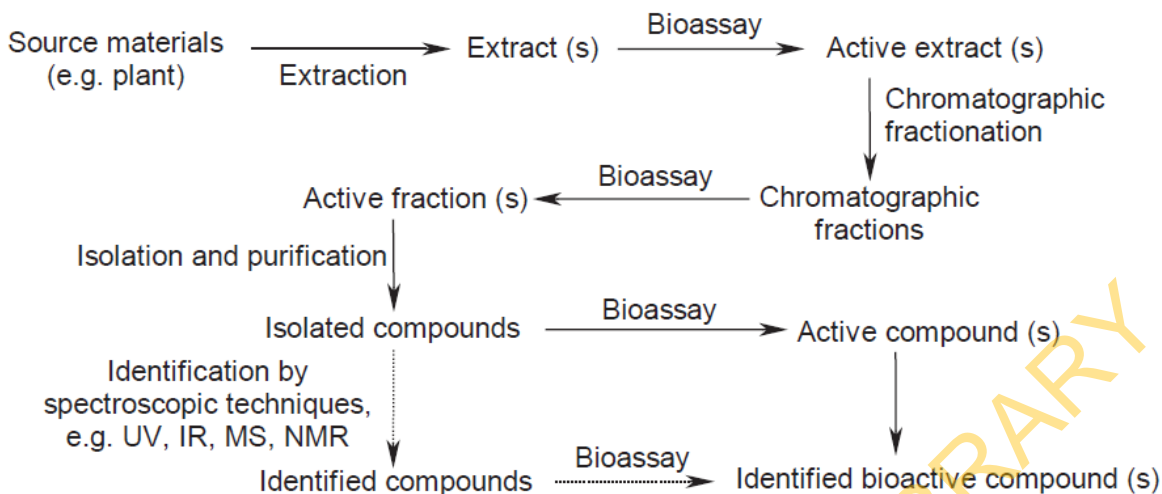 Source materials
(e.g. plant)
Extraction
Extract (s)
Bioassay
Active extract (s)
Chromatographic
fractionation
Chromatographic
fractions
Bioassay
Active fraction (s)
Isolation and purification
Isolated compounds
Bioassay
Active compound (s)
Identification by
spectroscopic techniques,
e.g. UV, IR, MS, NMR
Identified compounds
Bioassay
Identified bioactive compound (s)
RARY